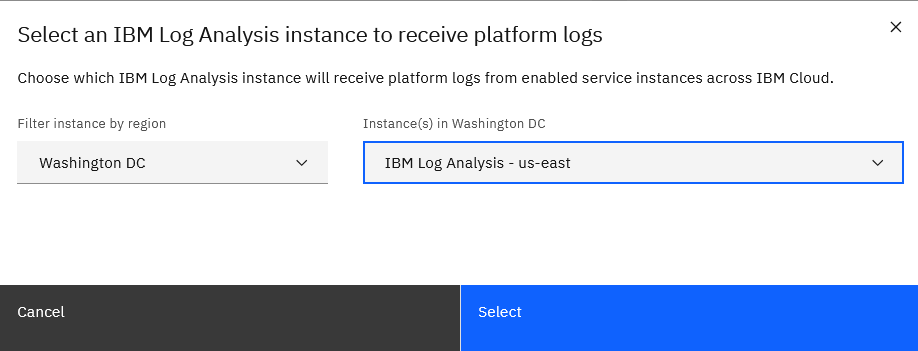 Select an IBM Log Analysis instance to receive platform logs
Choose which IBM Log Analysis instance will receive platform logs from enabled service instances across IBM Cloud.
Filter instance by region
Washington DC
Instance(s) in Washington DC
IBM Log Analysis - us-east
Cancel
Select